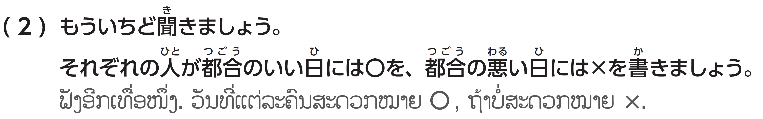 (2) もういちど聞きましょう。
それぞれの人が都合のいい日には○を、都合の悪い日には×を書きましょう。
ຟັງອີກເທື່ອໜຶ່ງ. ວັນທີ່ແຕ່ລະຄົນສະດວກໝາຍ ○, ຖ້າບໍ່ສະດວກໝາຍ ×.